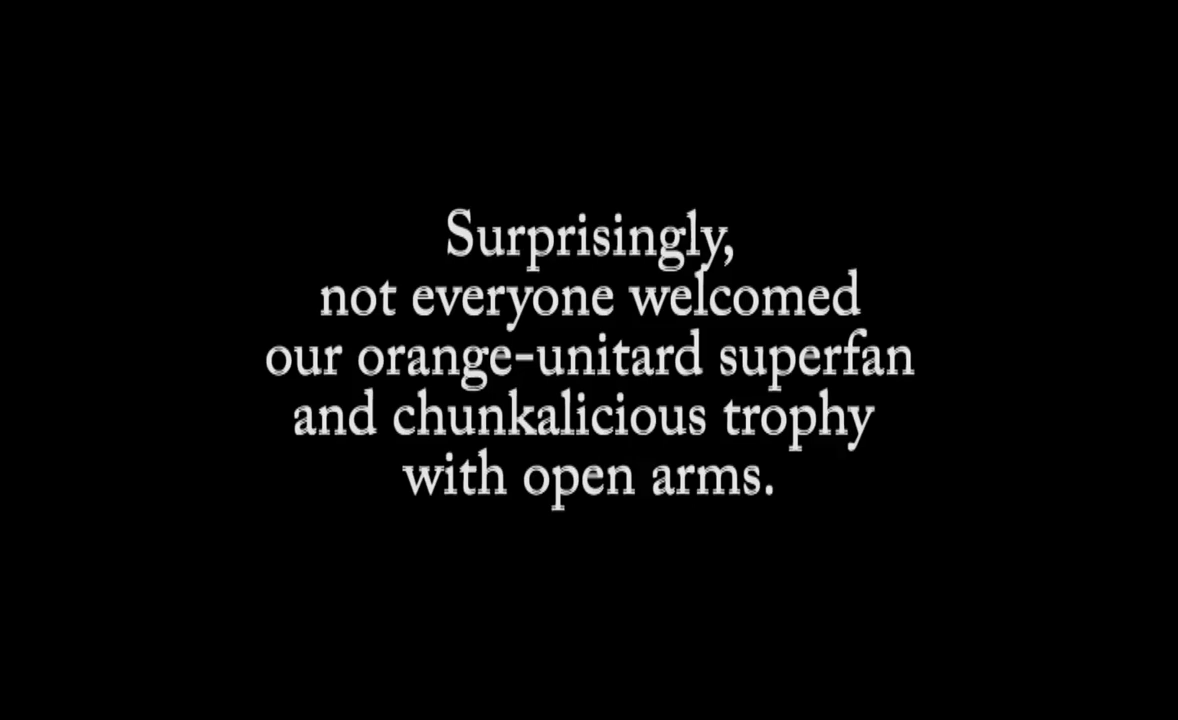 Surprisingly,
not everyone welcomed
our orange-unitard superfan
and chunkalicious trophy
with open arms.